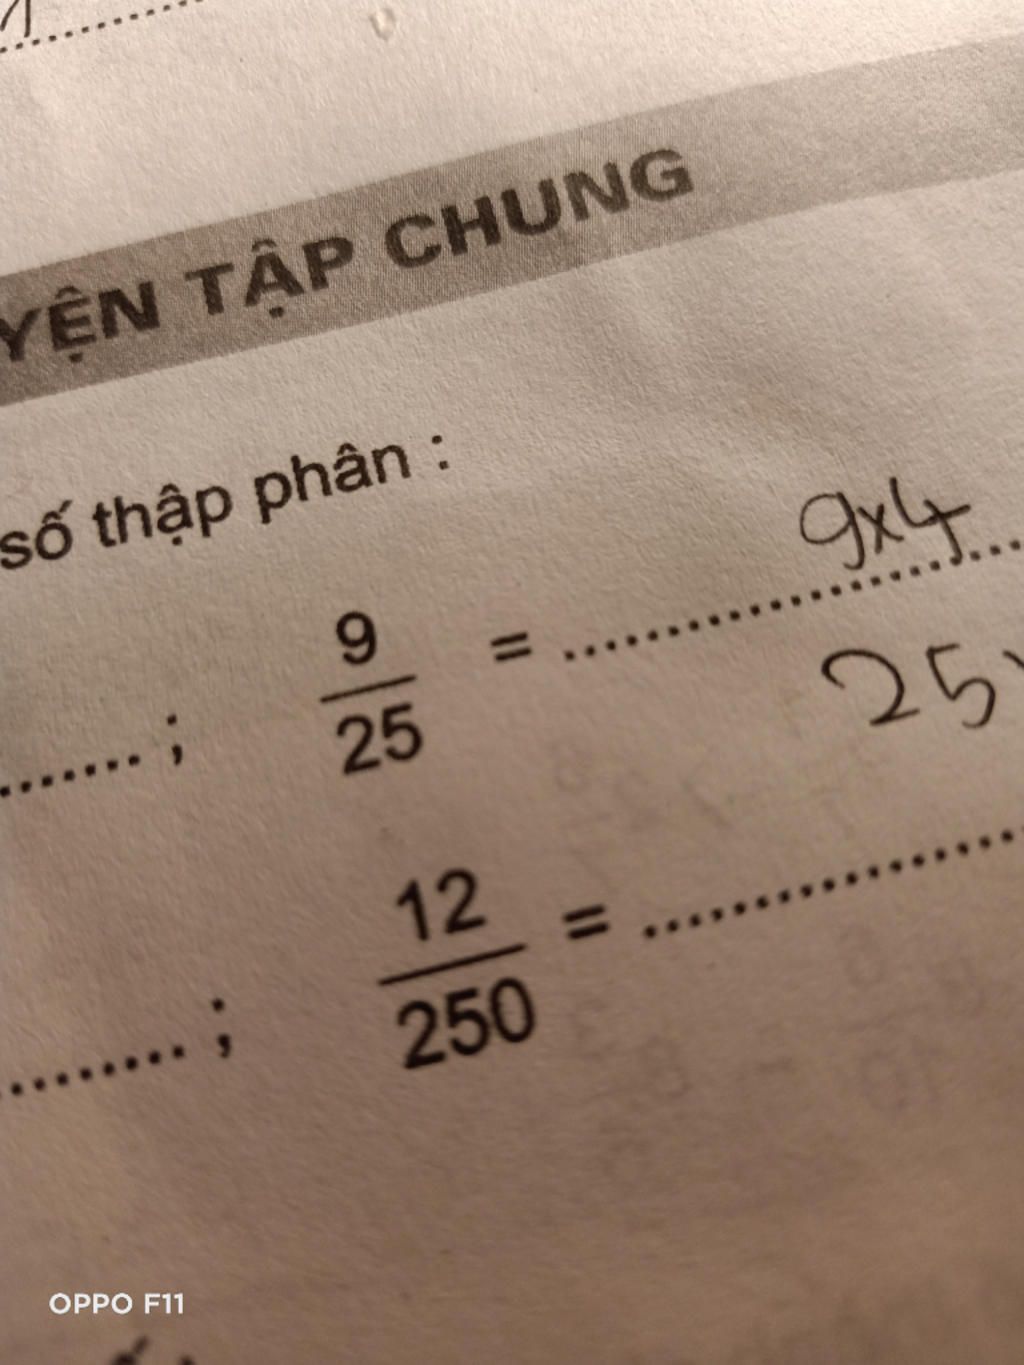 YỆN TẬP CHUNG
số thập phân :
9x4
9
= ....................
25
25
....... ;
12
= ....................
250
......... ;
OPPO F11